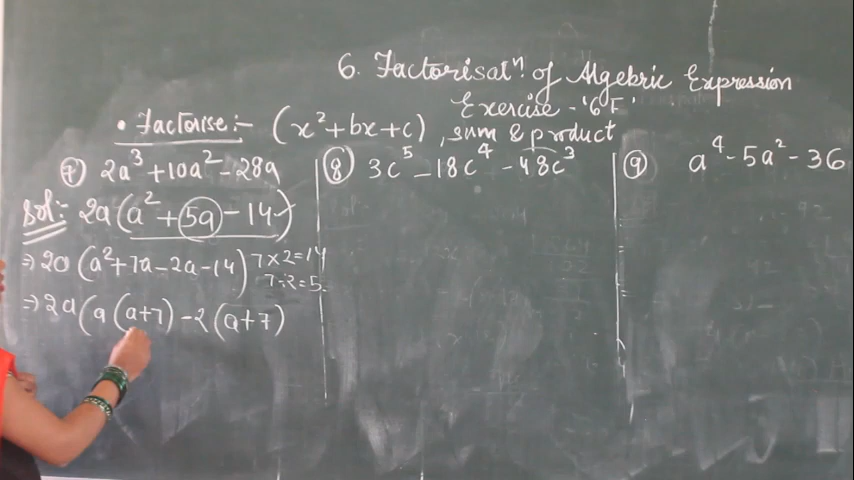 6. Factorisatⁿ. of Algebric Expression
Exercise - '6F'
• Factorise:- (x²+bx+c), sum & product
⑦ 2a³+10a²-28a
Sol:- 2a(a²+5a-14)
⇒ 2a(a²+7a-2a-14) 7×2=14
7-2=5.
⇒ 2a(a(a+7)-2(a+7)
⑧ 3c⁵-18c⁴-48c³
⑨ a⁴-5a²-36